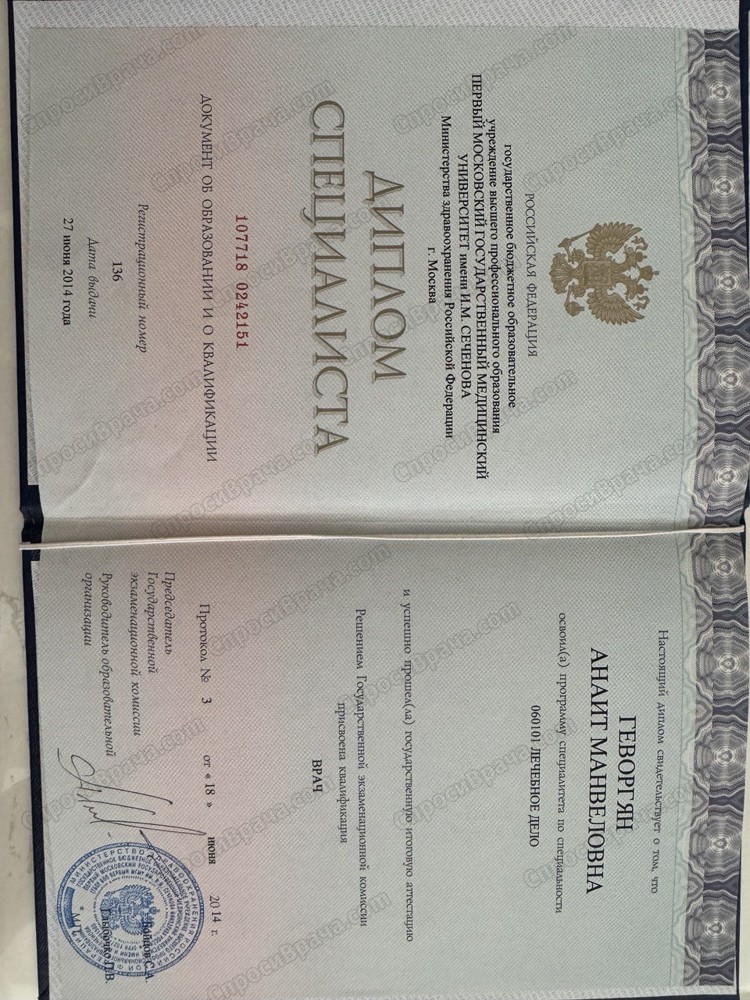 РОССИЙСКАЯ ФЕДЕРАЦИЯ
государственное бюджетное образовательное
учреждение высшего профессионального образования
ПЕРВЫЙ МОСКОВСКИЙ ГОСУДАРСТВЕННЫЙ МЕДИЦИНСКИЙ
УНИВЕРСИТЕТ имени И.М. СЕЧЕНОВА
Министерства здравоохранения Российской Федерации
г. Москва
ДИПЛОМ
СПЕЦИАЛИСТА
107718 0242151
ДОКУМЕНТ ОБ ОБРАЗОВАНИИ И О КВАЛИФИКАЦИИ
Регистрационный номер
136
Дата выдачи
27 июня 2014 года
Настоящий диплом свидетельствует о том, что
ГЕВОРГЯН
АНАИТ МАНВЕЛОВНА
освоил(а) программу специалитета по специальности
060101 ЛЕЧЕБНОЕ ДЕЛО
и успешно прошел(ла) государственную итоговую аттестацию
Решением Государственной экзаменационной комиссии
присвоена квалификация
ВРАЧ
Протокол № 3 от « 18 » июня 2014 г.
Председатель
Государственной
экзаменационной комиссии
Руководитель образовательной
организации
Глыбочко П.В.
СпросиВрача.com